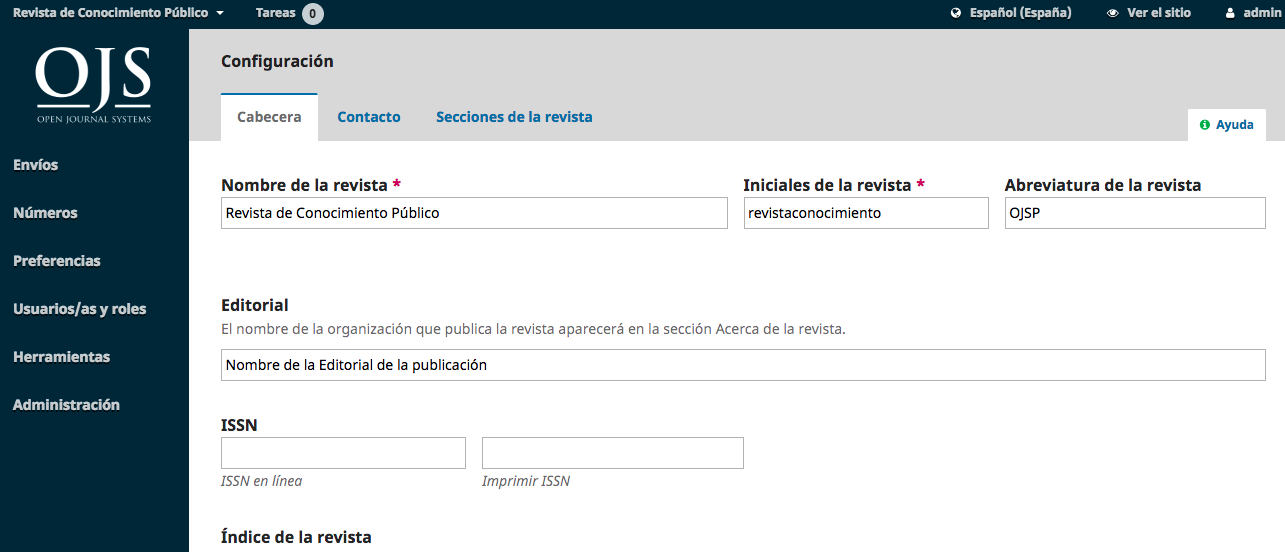 Revista de Conocimiento Público
Tareas 0
Español (España)
Ver el sitio
admin
OJS
OPEN JOURNAL SYSTEMS
Envíos
Números
Preferencias
Usuarios/as y roles
Herramientas
Administración
Configuración
Cabecera
Contacto
Secciones de la revista
Ayuda
Nombre de la revista *
Revista de Conocimiento Público
Iniciales de la revista *
revistaconocimiento
Abreviatura de la revista
OJSP
Editorial
El nombre de la organización que publica la revista aparecerá en la sección Acerca de la revista.
Nombre de la Editorial de la publicación
ISSN
ISSN en línea
Imprimir ISSN
Índice de la revista